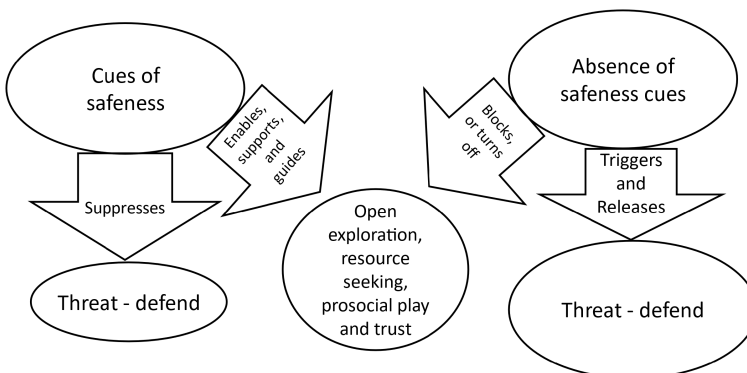 Cues of
safeness
Enables,
supports,
and
guides
Suppresses
Threat - defend
Open
exploration,
resource
seeking,
prosocial play
and trust
Absence of
safeness cues
Blocks,
or turns
off
Triggers
and
Releases
Threat - defend